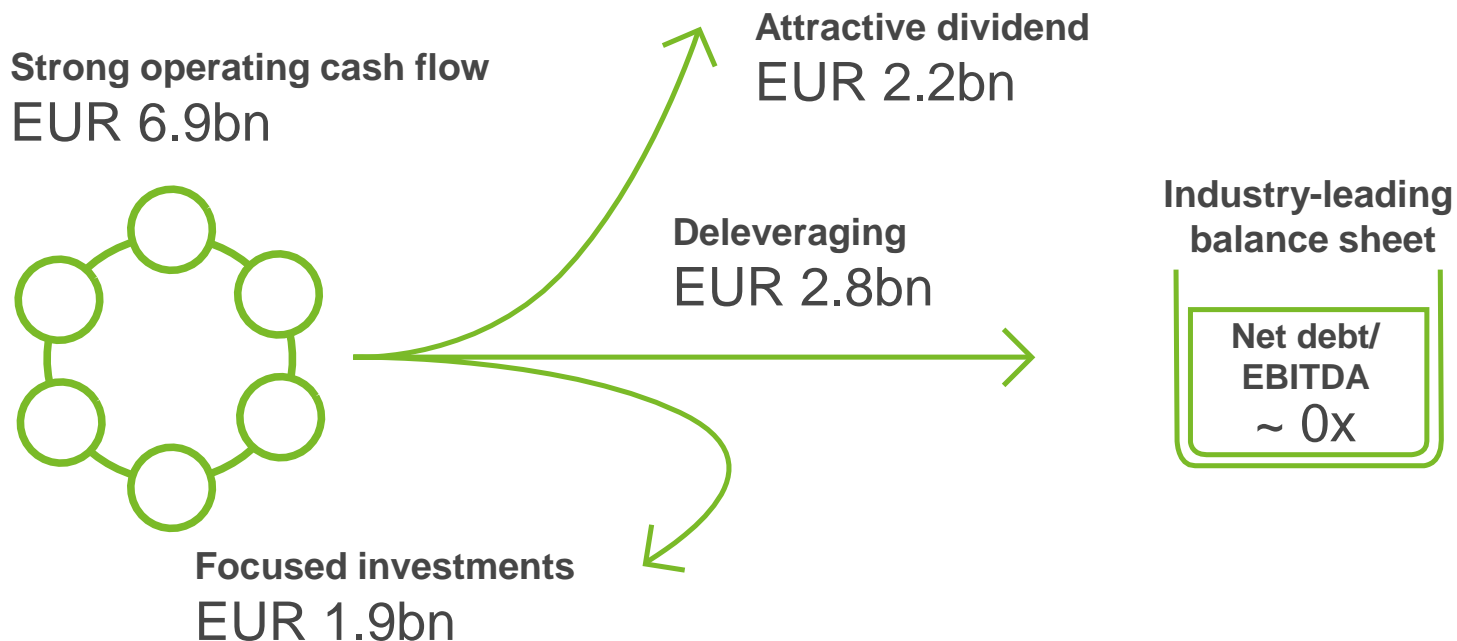 Strong operating cash flow
EUR 6.9bn
Attractive dividend
EUR 2.2bn
Deleveraging
EUR 2.8bn
Focused investments
EUR 1.9bn
Industry-leading
balance sheet
Net debt/
EBITDA
~ 0x